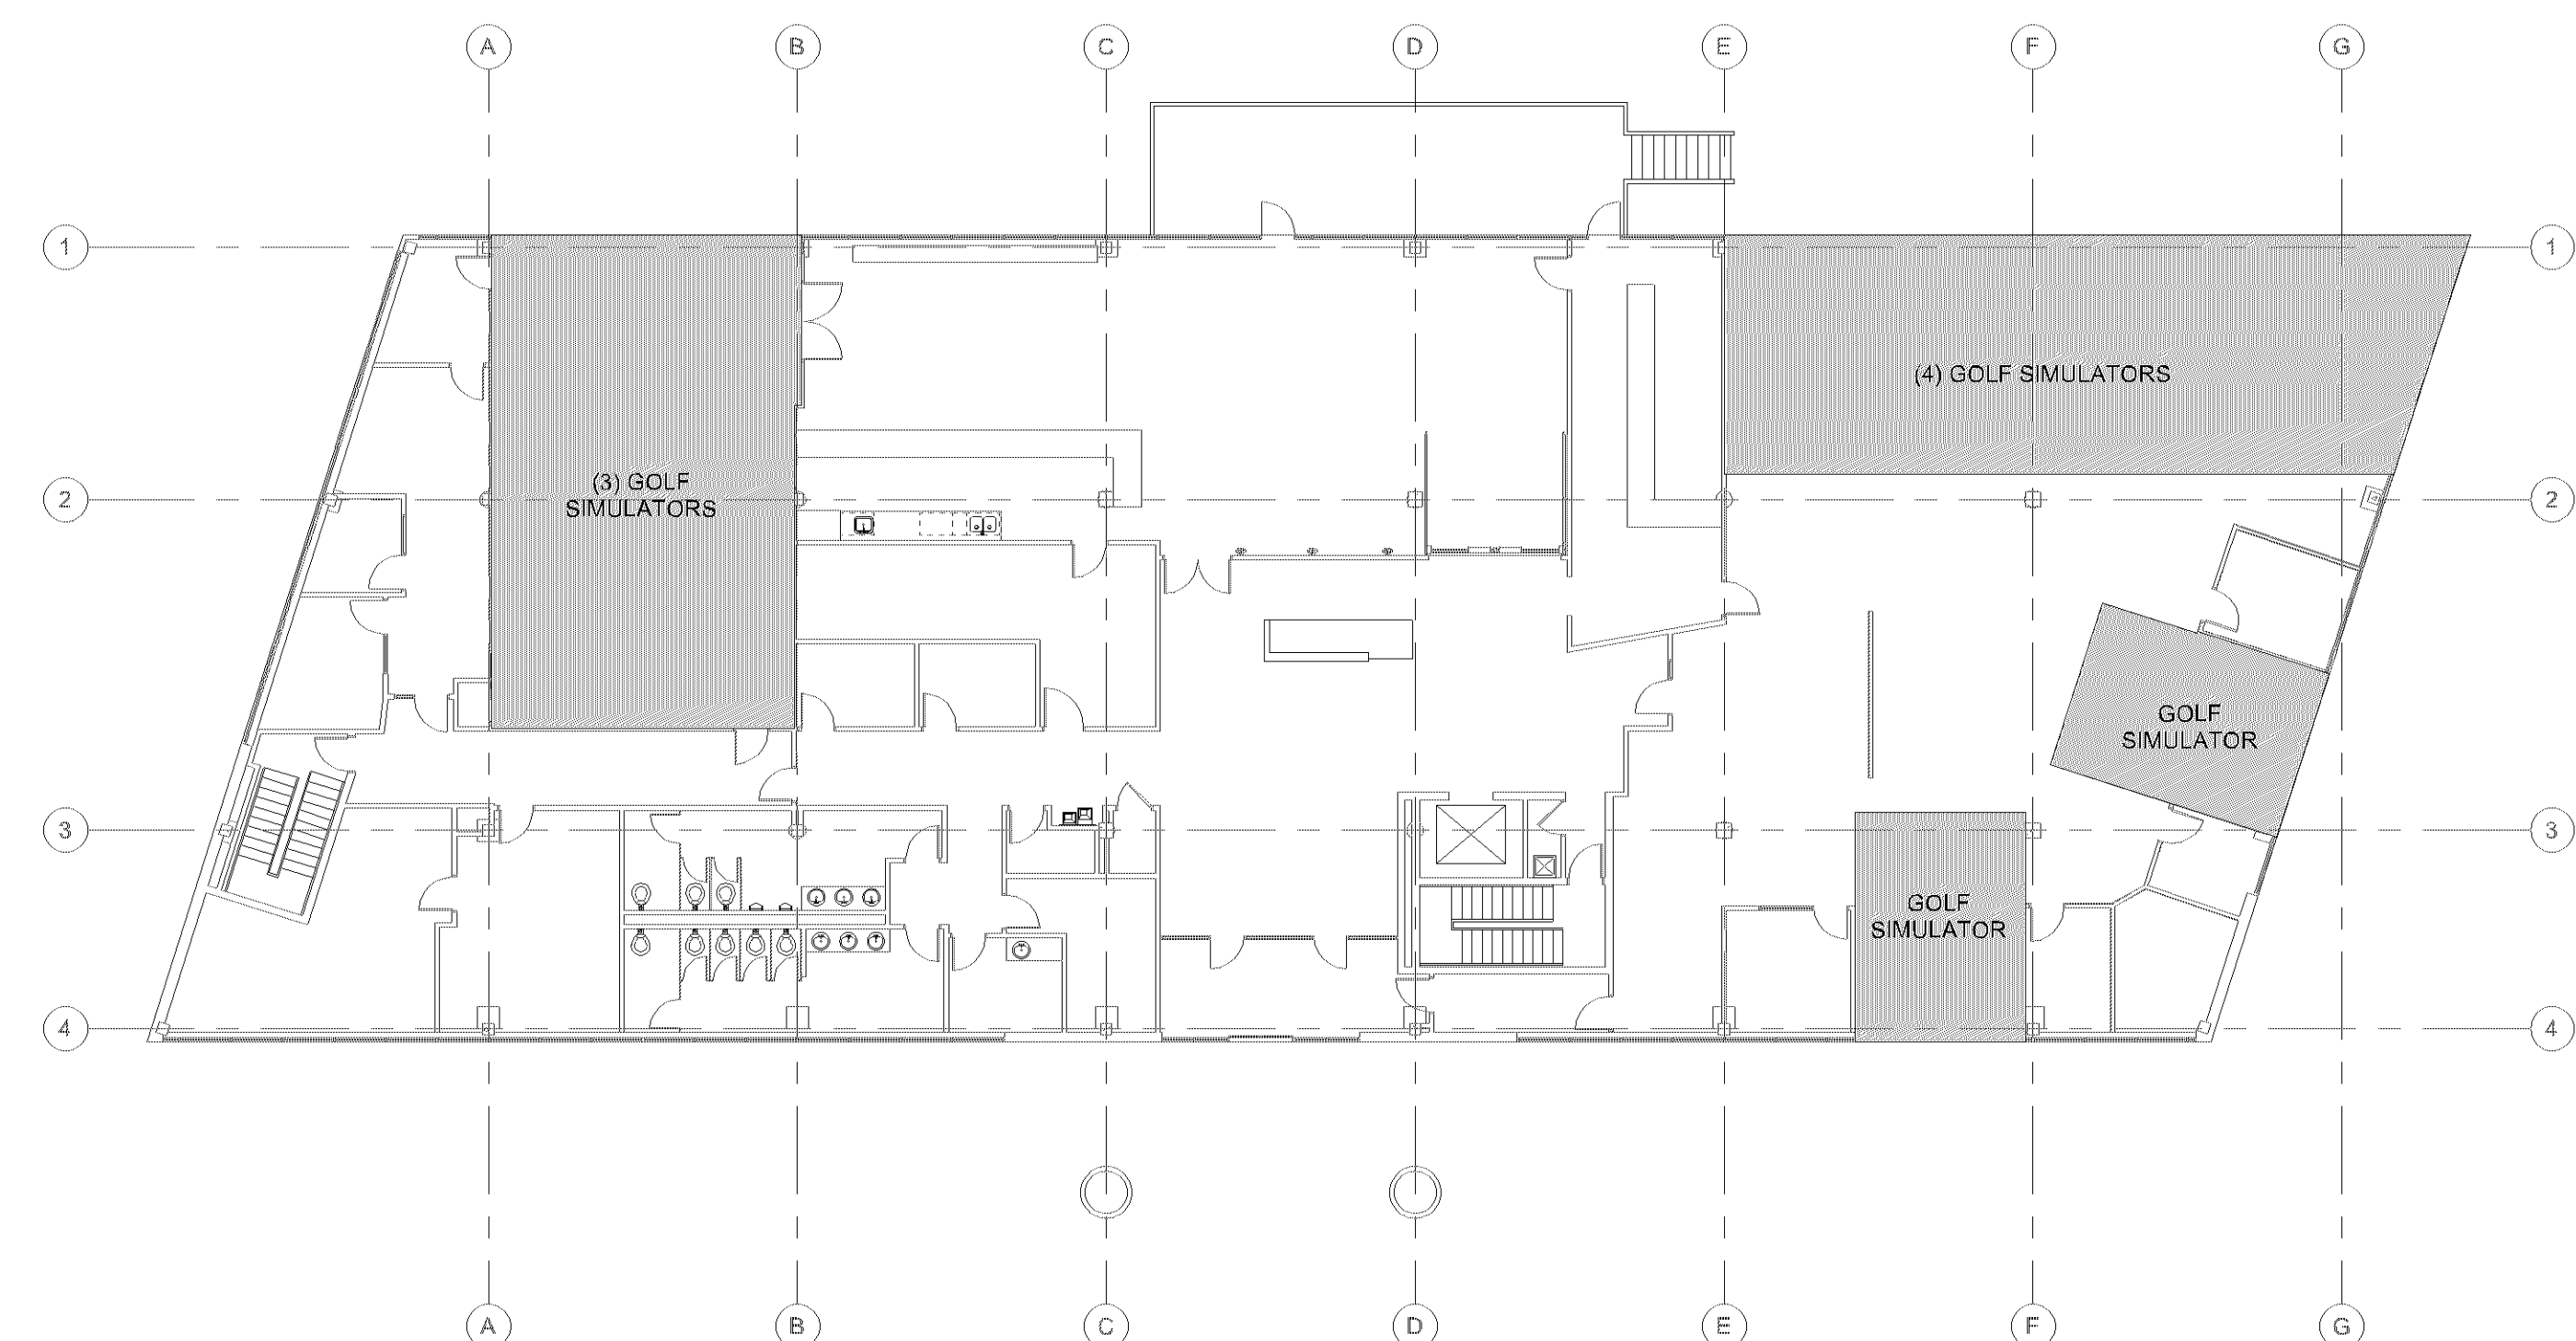 A B C D E F G
1 1
(4) GOLF SIMULATORS
(3) GOLF
SIMULATORS
2 2
GOLF
SIMULATOR
3 3
GOLF
SIMULATOR
4 4
A B C D E F G